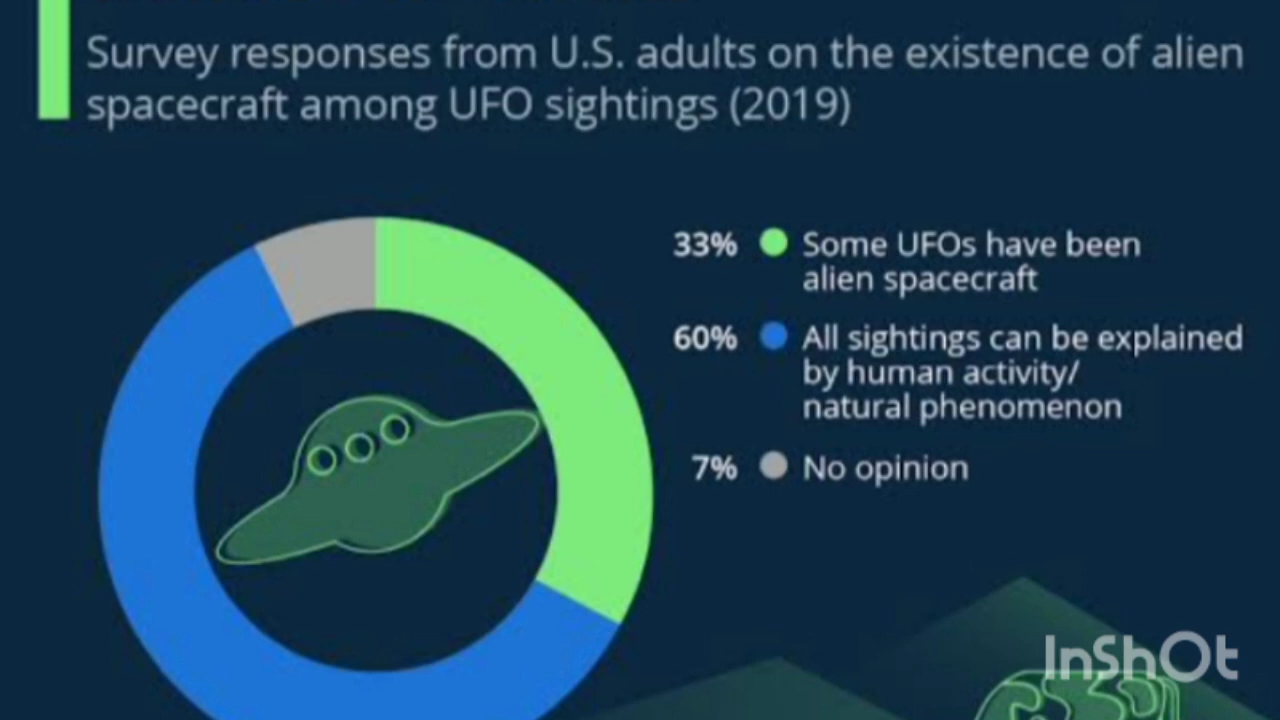 Survey responses from U.S. adults on the existence of alien
spacecraft among UFO sightings (2019)
33% Some UFOs have been
alien spacecraft
60% All sightings can be explained
by human activity/
natural phenomenon
7% No opinion
InShOt